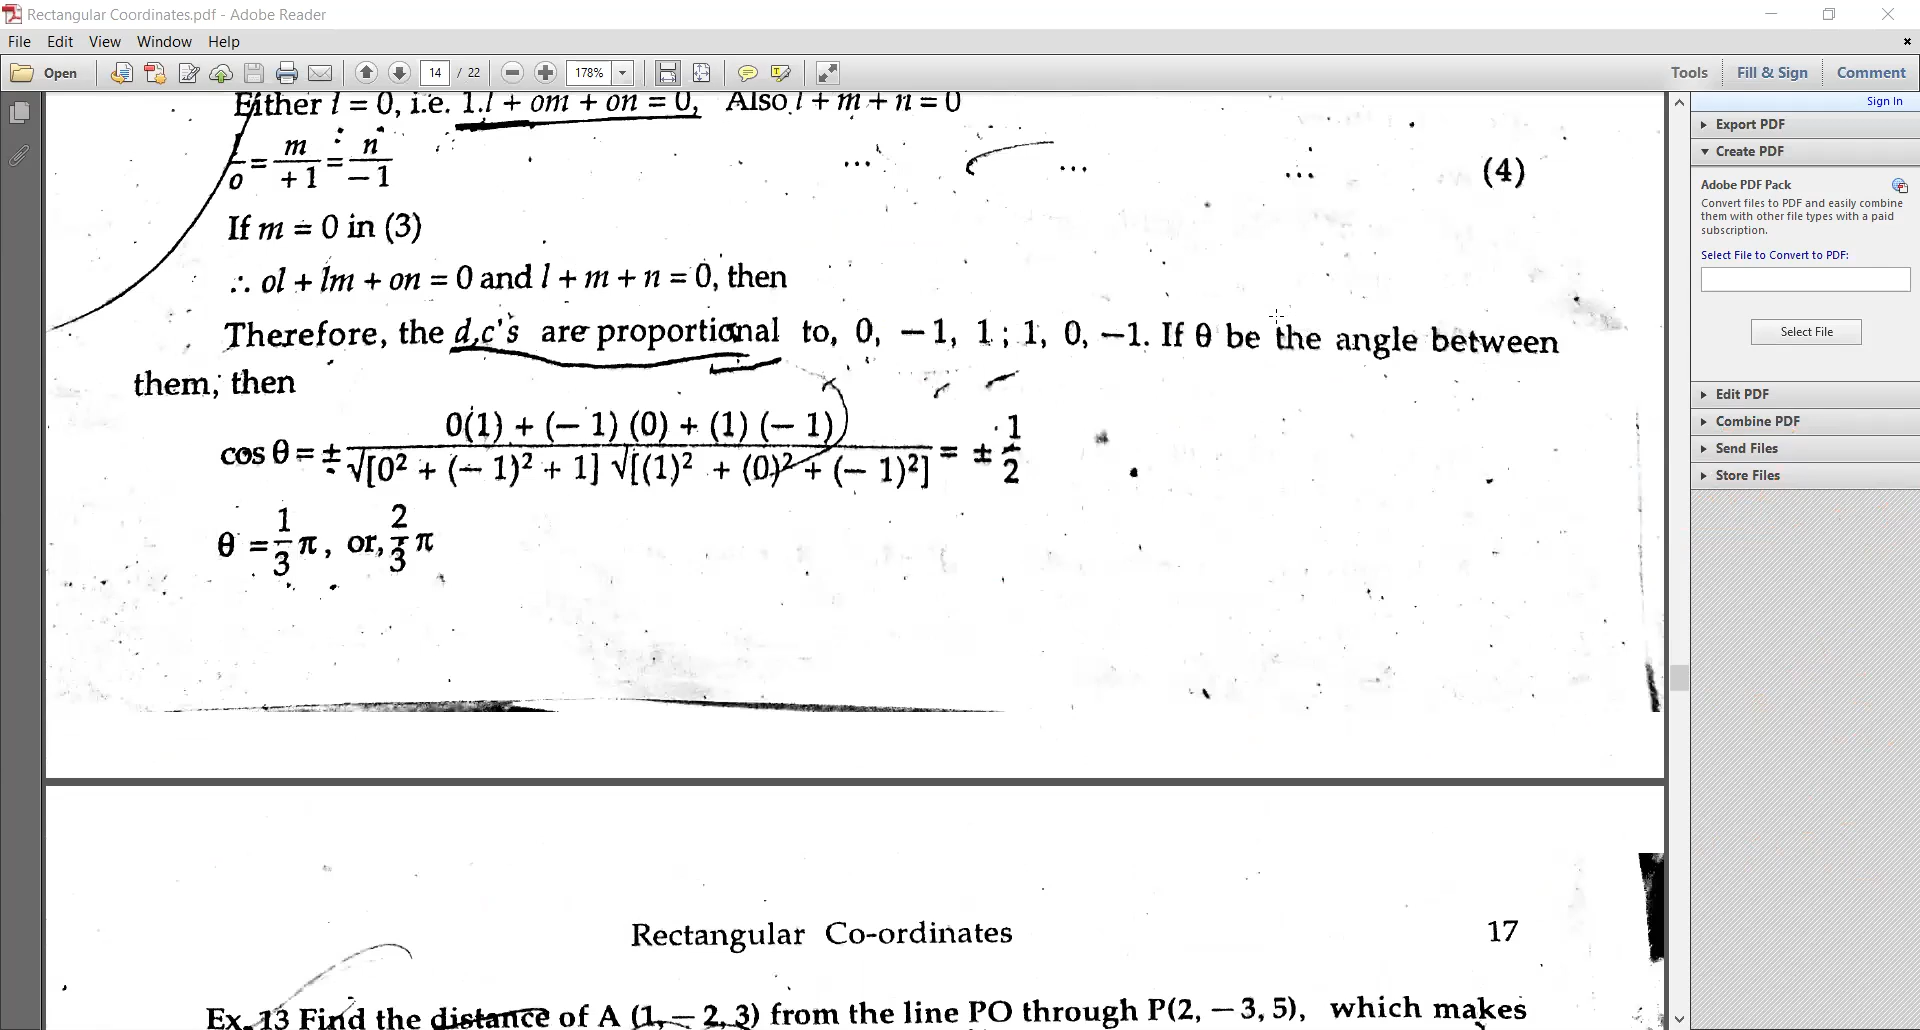 Rectangular Coordinates.pdf - Adobe Reader
File Edit View Window Help
Open 14 / 22 178% Tools Fill & Sign Comment
Sign In
Export PDF
Create PDF
Adobe PDF Pack
Convert files to PDF and easily combine
them with other file types with a paid
subscription.
Select File to Convert to PDF:
Select File
Edit PDF
Combine PDF
Send Files
Store Files
Either l = 0, i.e. 1.l + om + on = 0, Also l + m + n = 0
l/o = m/+1 = n/−1 ... ... ... (4)
If m = 0 in (3)
∴ ol + lm + on = 0 and l + m + n = 0, then
Therefore, the d,c's are proportional to, 0, − 1, 1 ; 1, 0, −1. If θ be the angle between
them, then
cos θ = ± 0(1) + (− 1) (0) + (1) (− 1) / √[0² + (− 1)² + 1] √[(1)² + (0)² + (− 1)²] = ± 1/2
θ = 1/3 π, or, 2/3 π
Rectangular Co-ordinates 17
Ex. 13 Find the distance of A (1, − 2, 3) from the line PO through P(2, − 3, 5), which makes